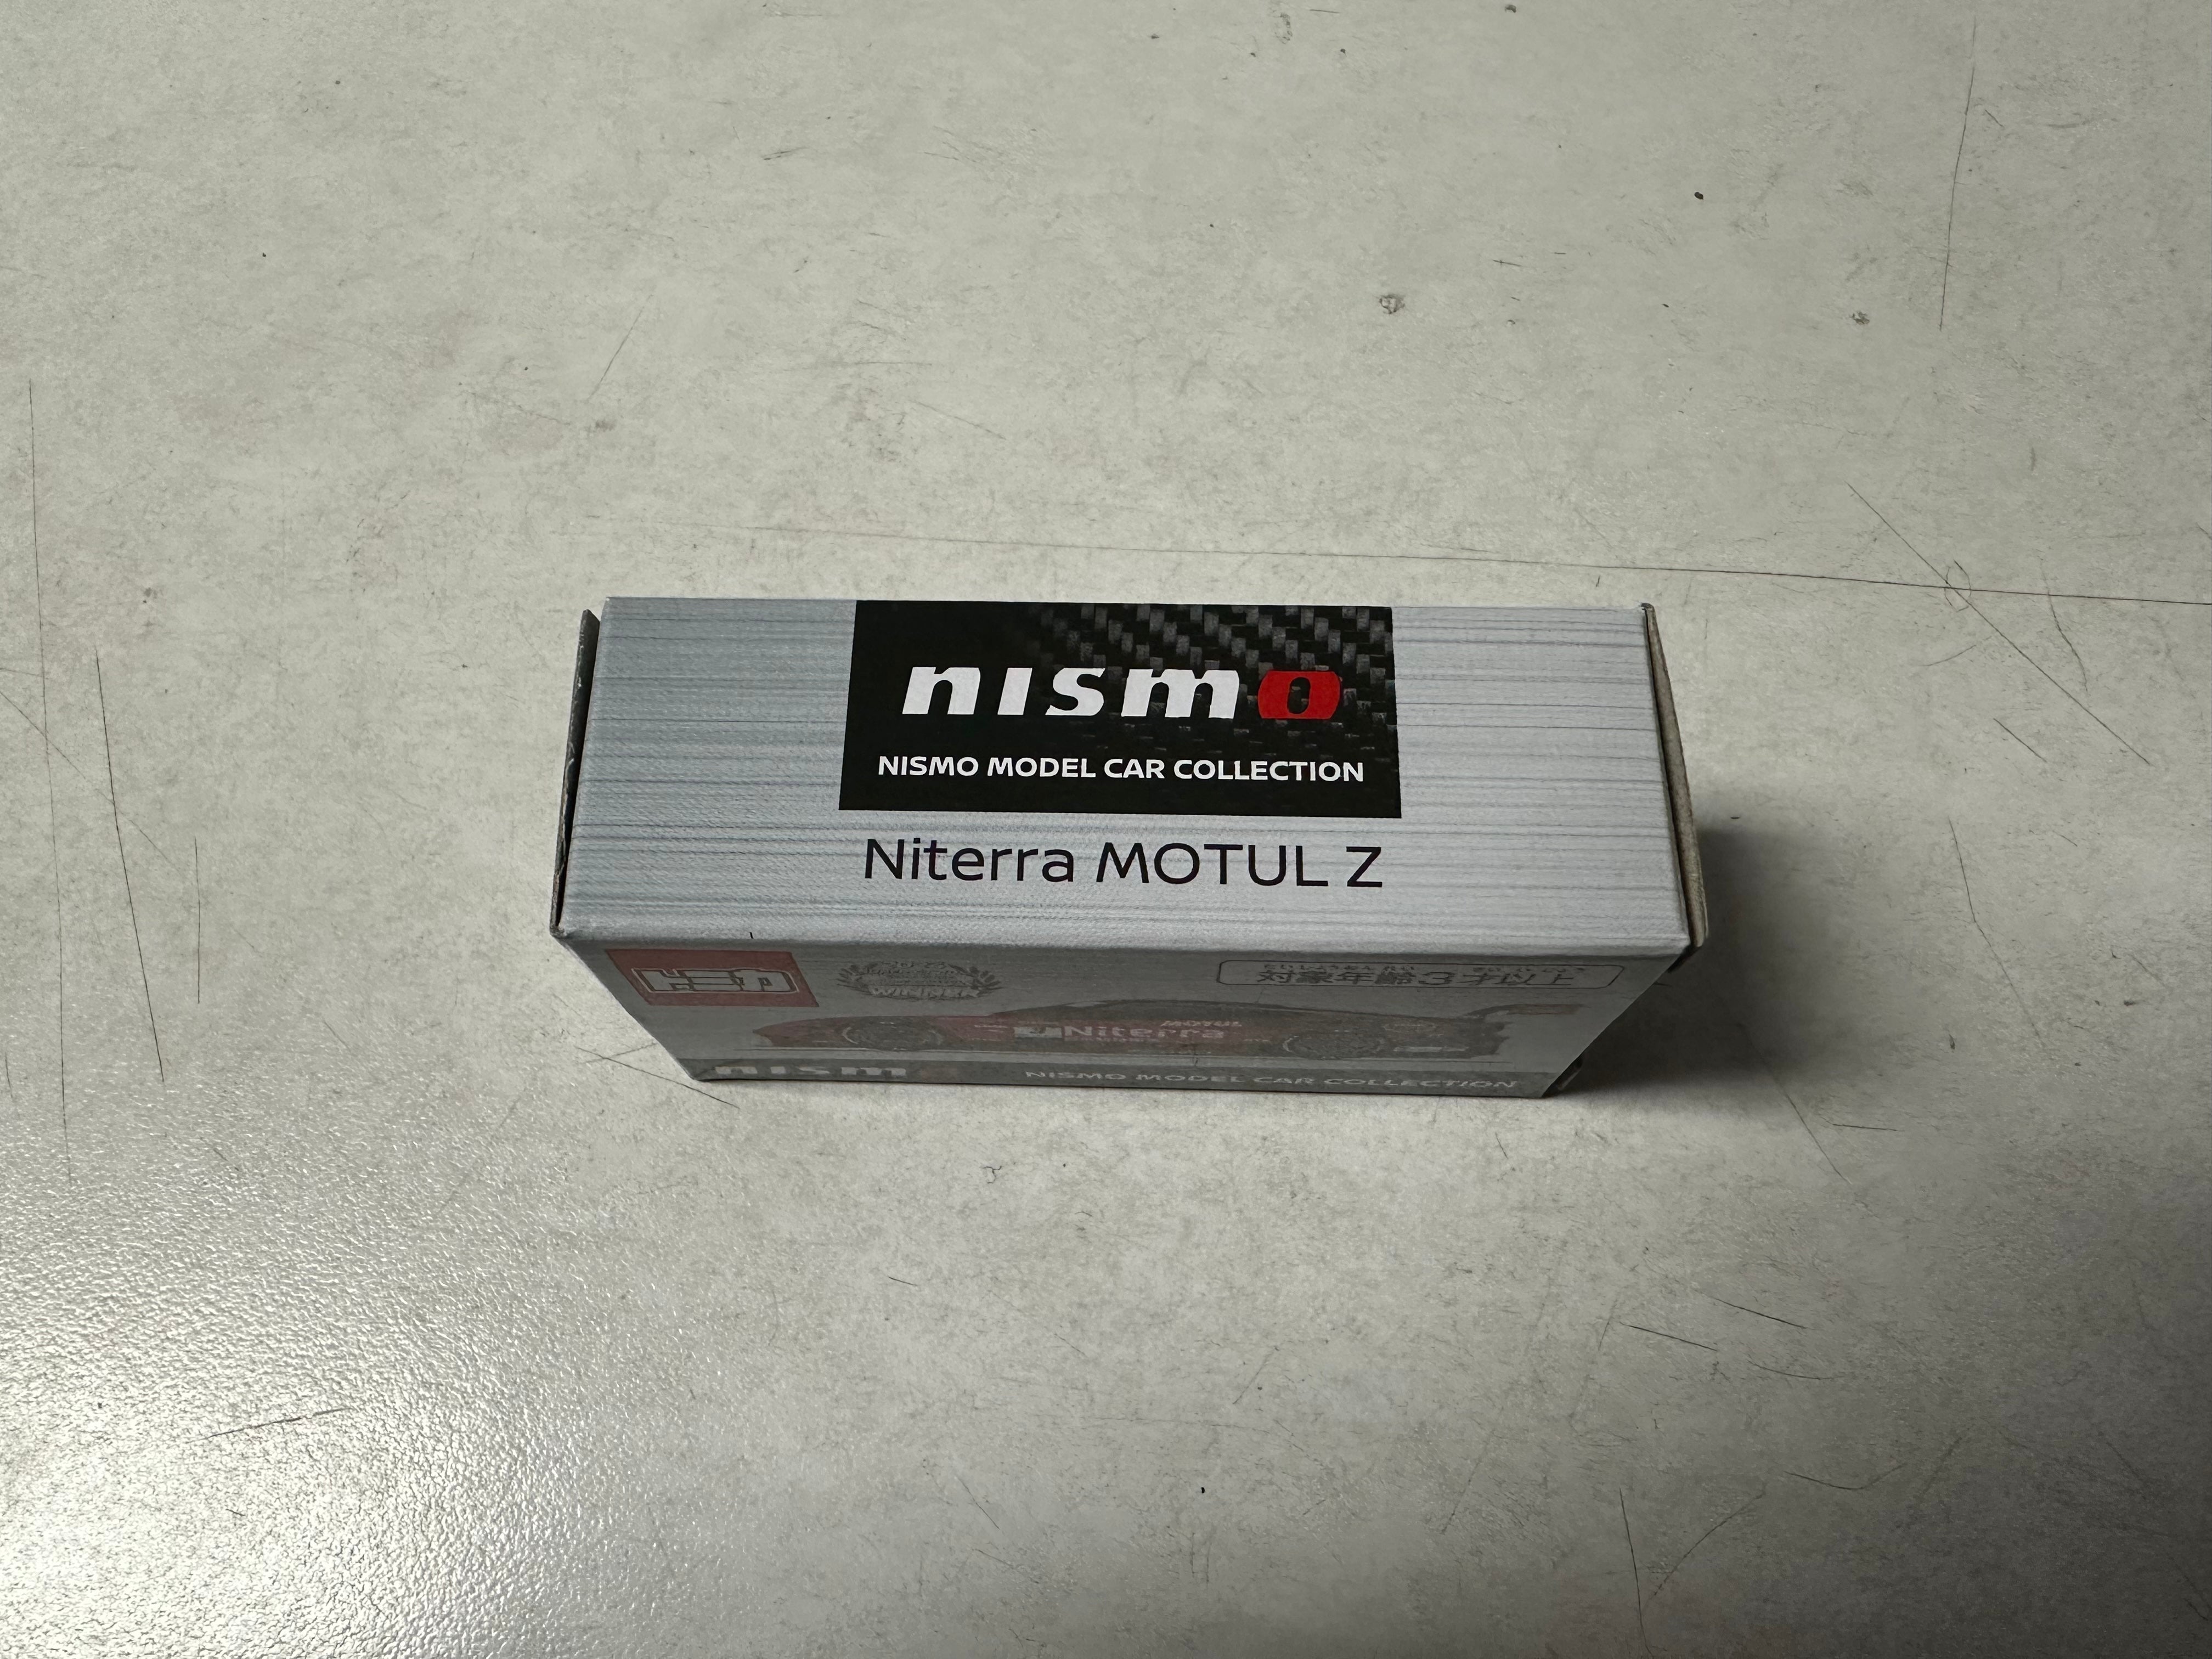 nismo
NISMO MODEL CAR COLLECTION
Niterra MOTUL Z
トミカ
WINNER
対象年齢3才以上
MOTUL
Niterra
nismo
NISMO MODEL CAR COLLECTION